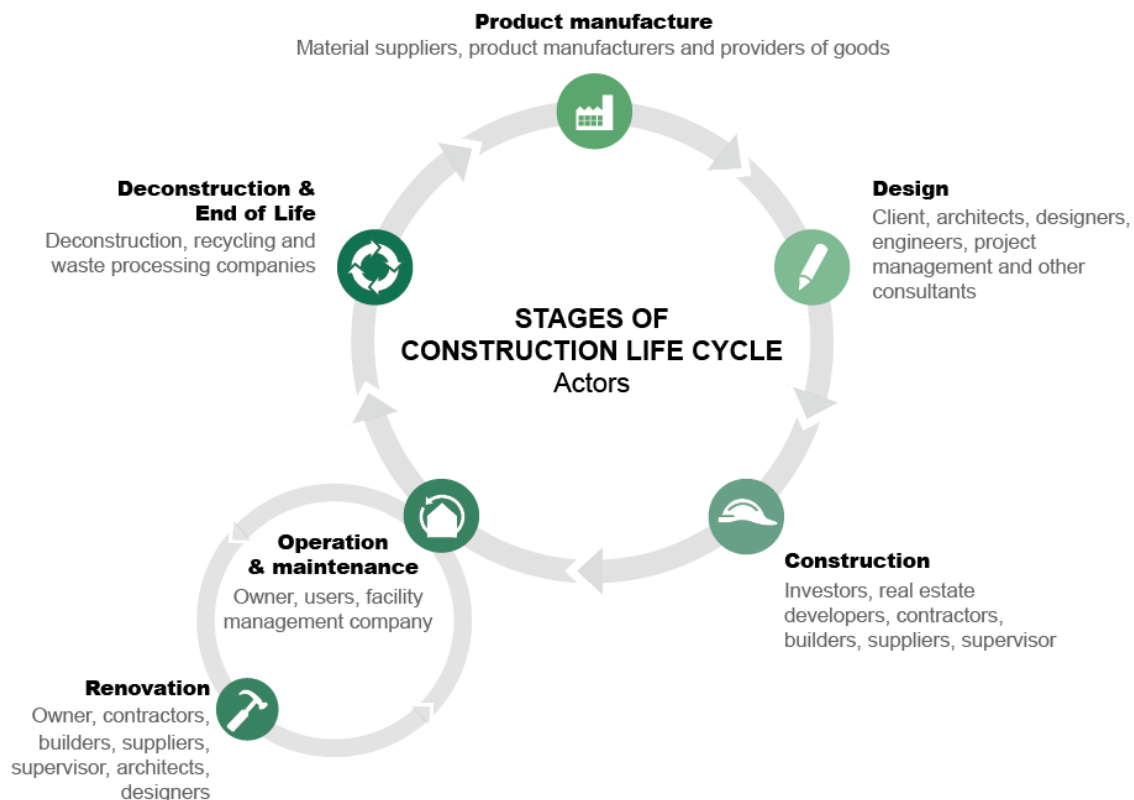 Product manufacture
Material suppliers, product manufacturers and providers of goods
Deconstruction &
End of Life
Deconstruction, recycling and
waste processing companies
Design
Client, architects, designers,
engineers, project
management and other
consultants
STAGES OF
CONSTRUCTION LIFE CYCLE
Actors
Operation
& maintenance
Owner, users, facility
management company
Construction
Investors, real estate
developers, contractors,
builders, suppliers, supervisor
Renovation
Owner, contractors,
builders, suppliers,
supervisor, architects,
designers